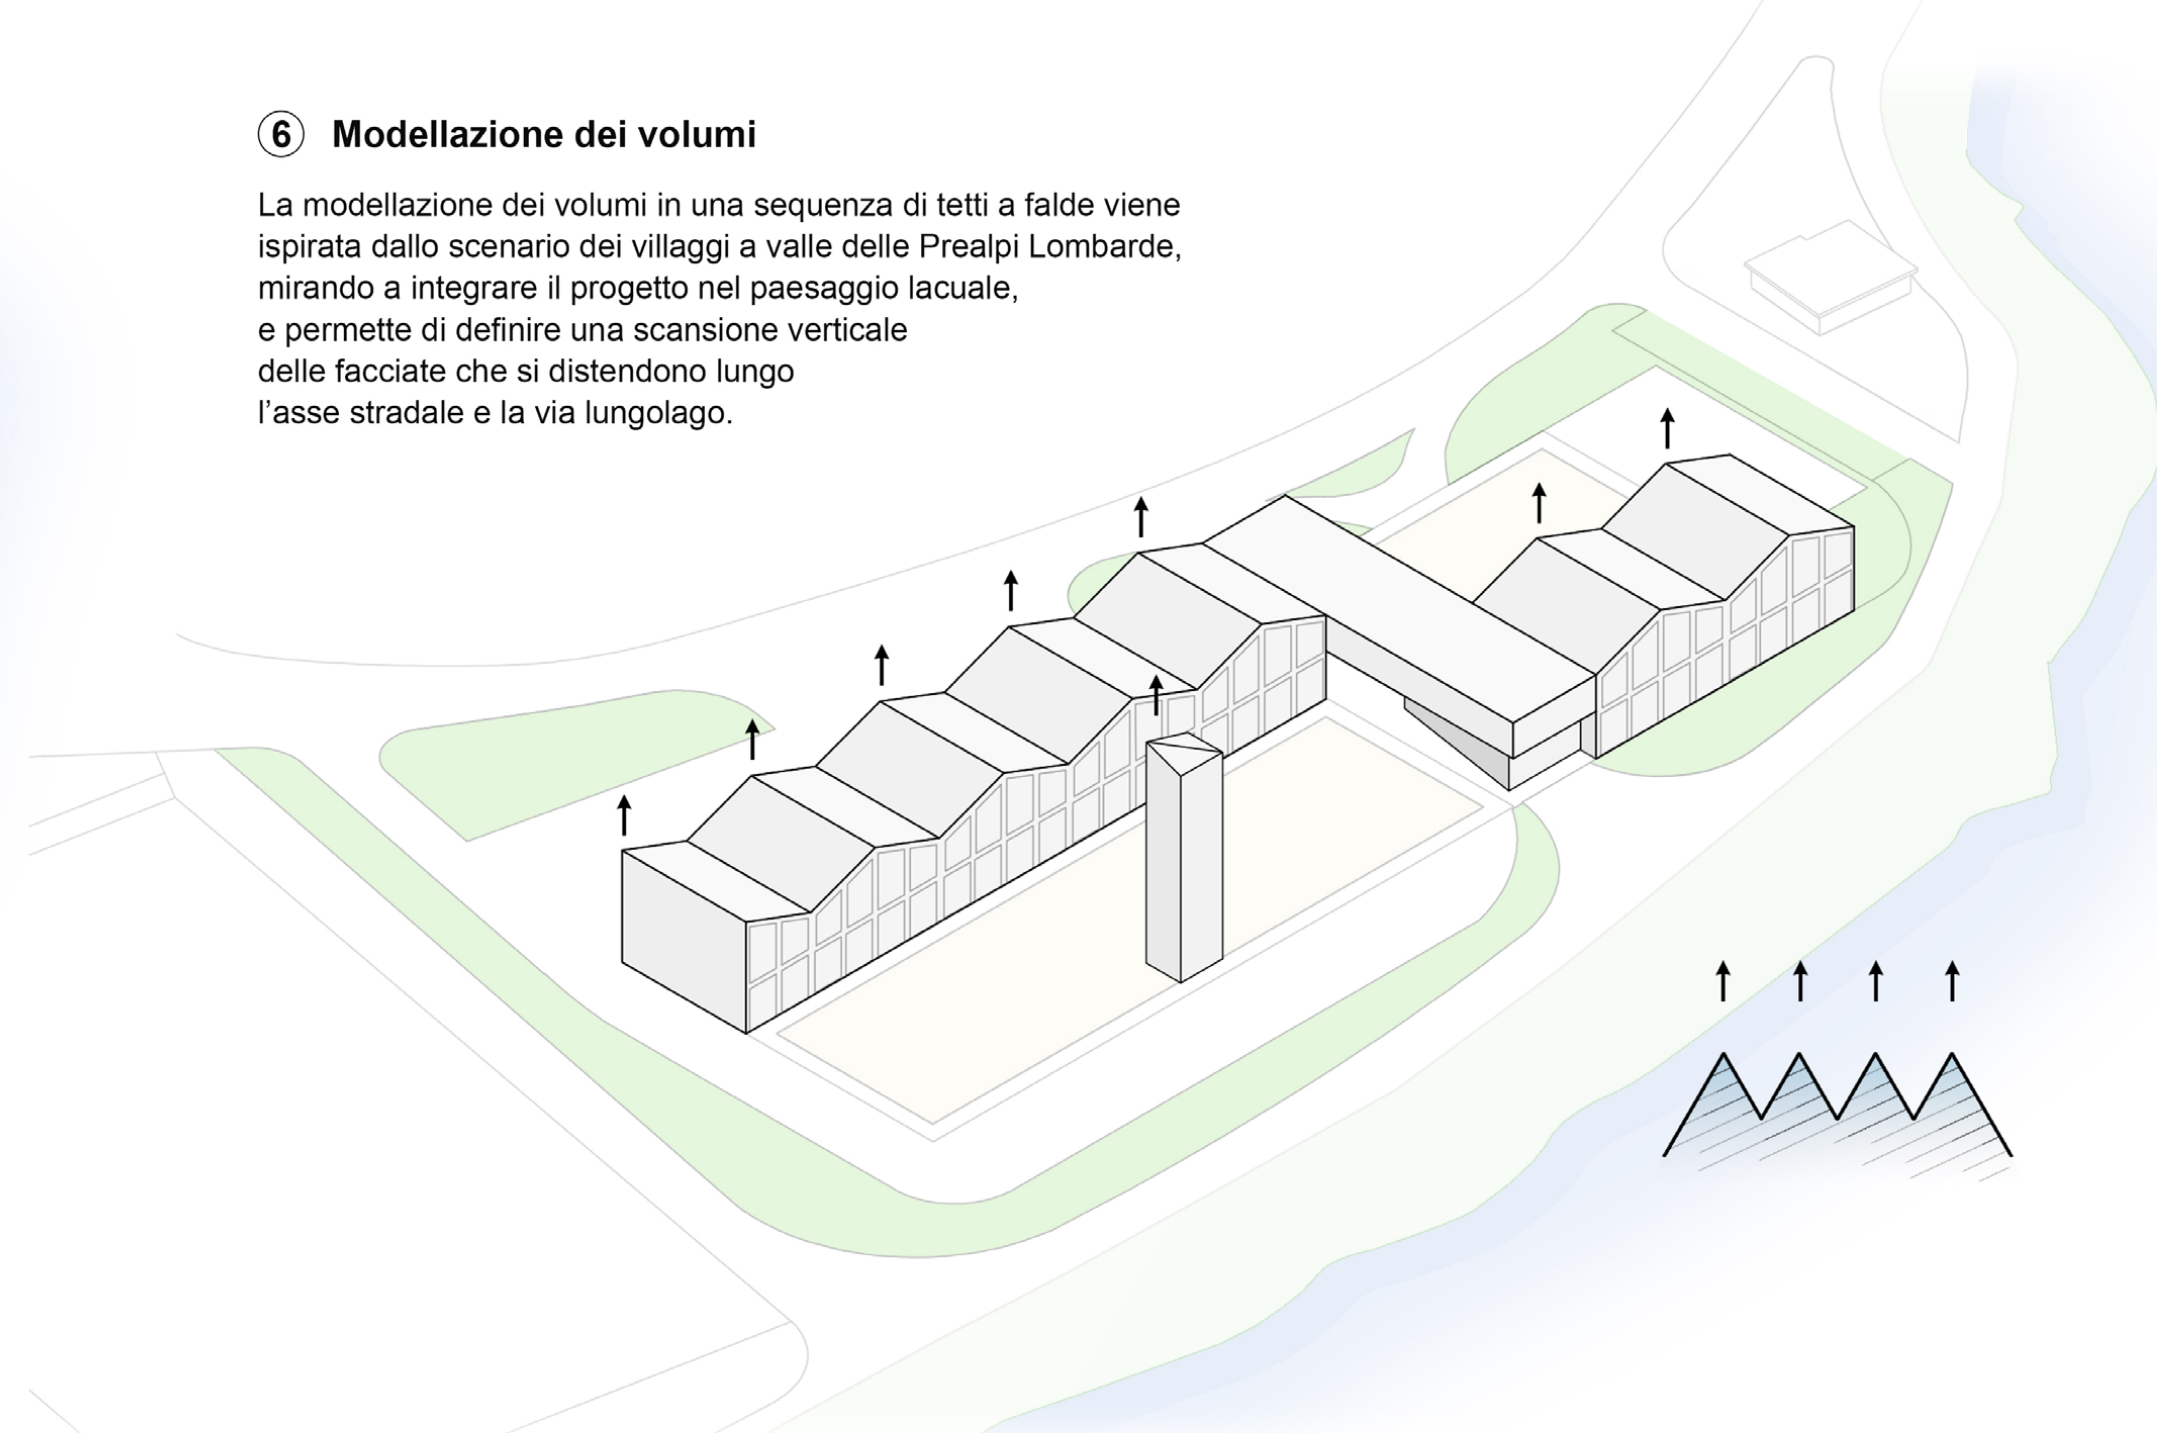 6 Modellazione dei volumi
La modellazione dei volumi in una sequenza di tetti a falde viene
ispirata dallo scenario dei villaggi a valle delle Prealpi Lombarde,
mirando a integrare il progetto nel paesaggio lacuale,
e permette di definire una scansione verticale
delle facciate che si distendono lungo
l’asse stradale e la via lungolago.